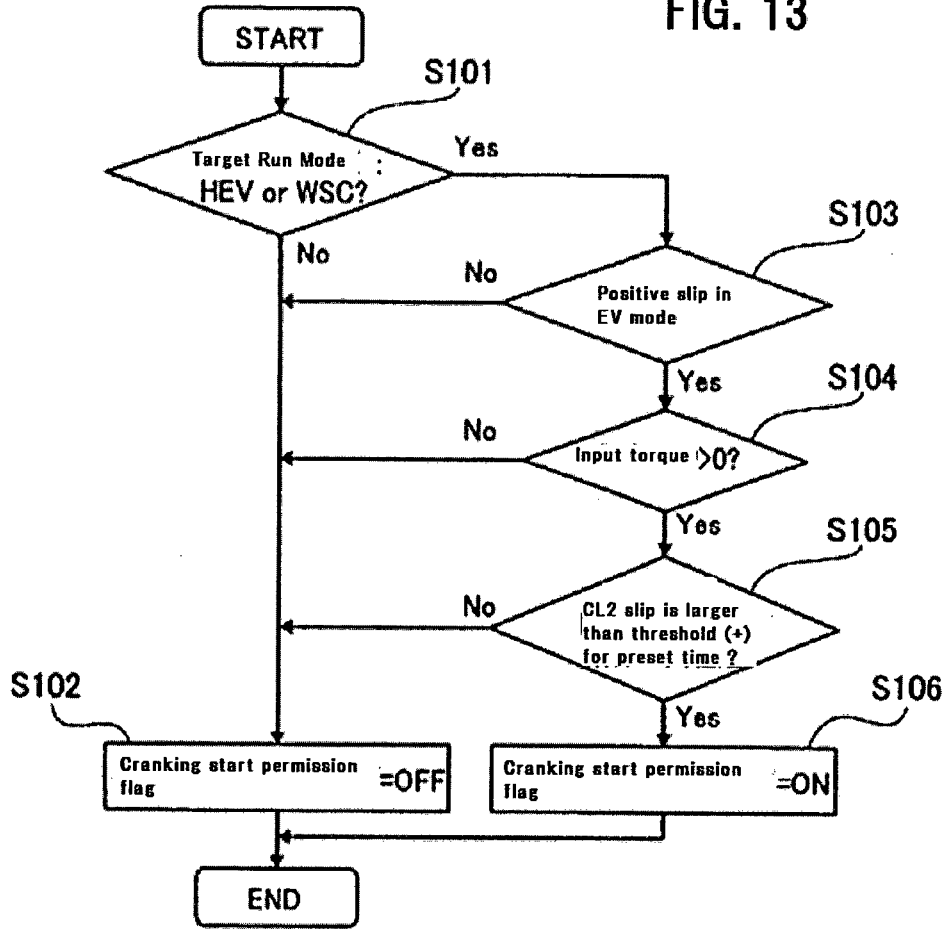 FIG. 13
START
S101
Target Run Mode :
HEV or WSC?
Yes
No
S103
Positive slip in
EV mode
No
Yes
S104
Input torque >0?
No
Yes
S105
CL2 slip is larger
than threshold (+)
for preset time ?
No
Yes
S102
Cranking start permission
flag =OFF
S106
Cranking start permission
flag =ON
END